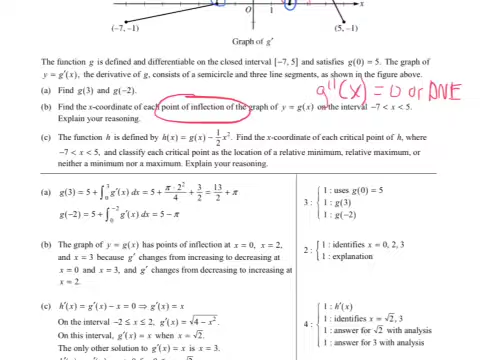 x
O
1
(−7, −1)
(5, −1)
Graph of g′
The function g is defined and differentiable on the closed interval [−7, 5] and satisfies g(0) = 5. The graph of
y = g′(x), the derivative of g, consists of a semicircle and three line segments, as shown in the figure above.
(a) Find g(3) and g(−2).
g''(x) = 0 or DNE
(b) Find the x-coordinate of each point of inflection of the graph of y = g(x) on the interval −7 < x < 5.
Explain your reasoning.
(c) The function h is defined by h(x) = g(x) − 1/2 x². Find the x-coordinate of each critical point of h, where
−7 < x < 5, and classify each critical point as the location of a relative minimum, relative maximum, or
neither a minimum nor a maximum. Explain your reasoning.
(a) g(3) = 5 + ∫₀³ g′(x) dx = 5 + π · 2²/4 + 3/2 = 13/2 + π
g(−2) = 5 + ∫₀⁻² g′(x) dx = 5 − π
3 : { 1 : uses g(0) = 5
1 : g(3)
1 : g(−2)
(b) The graph of y = g(x) has points of inflection at x = 0, x = 2,
and x = 3 because g′ changes from increasing to decreasing at
x = 0 and x = 3, and g′ changes from decreasing to increasing at
x = 2.
2 : { 1 : identifies x = 0, 2, 3
1 : explanation
(c) h′(x) = g′(x) − x = 0 ⇒ g′(x) = x
On the interval −2 ≤ x ≤ 2, g′(x) = √4 − x².
On this interval, g′(x) = x when x = √2.
The only other solution to g′(x) = x is x = 3.
4 : { 1 : h′(x)
1 : identifies x = √2, 3
1 : answer for √2 with analysis
1 : answer for 3 with analysis